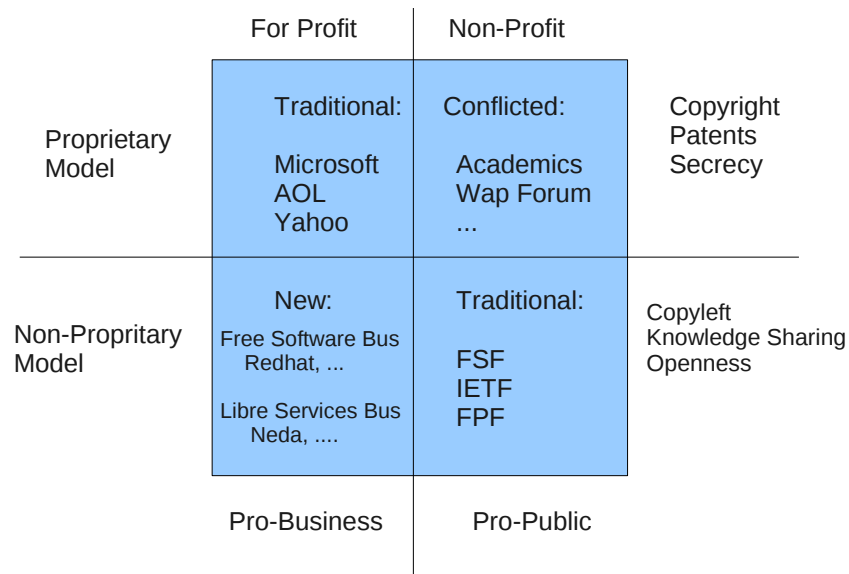 For Profit
Non-Profit
Proprietary
Model
Traditional:
Microsoft
AOL
Yahoo
Conflicted:
Academics
Wap Forum
...
Copyright
Patents
Secrecy
Non-Propritary
Model
New:
Free Software Bus
Redhat, ...
Libre Services Bus
Neda, ....
Traditional:
FSF
IETF
FPF
Copyleft
Knowledge Sharing
Openness
Pro-Business
Pro-Public